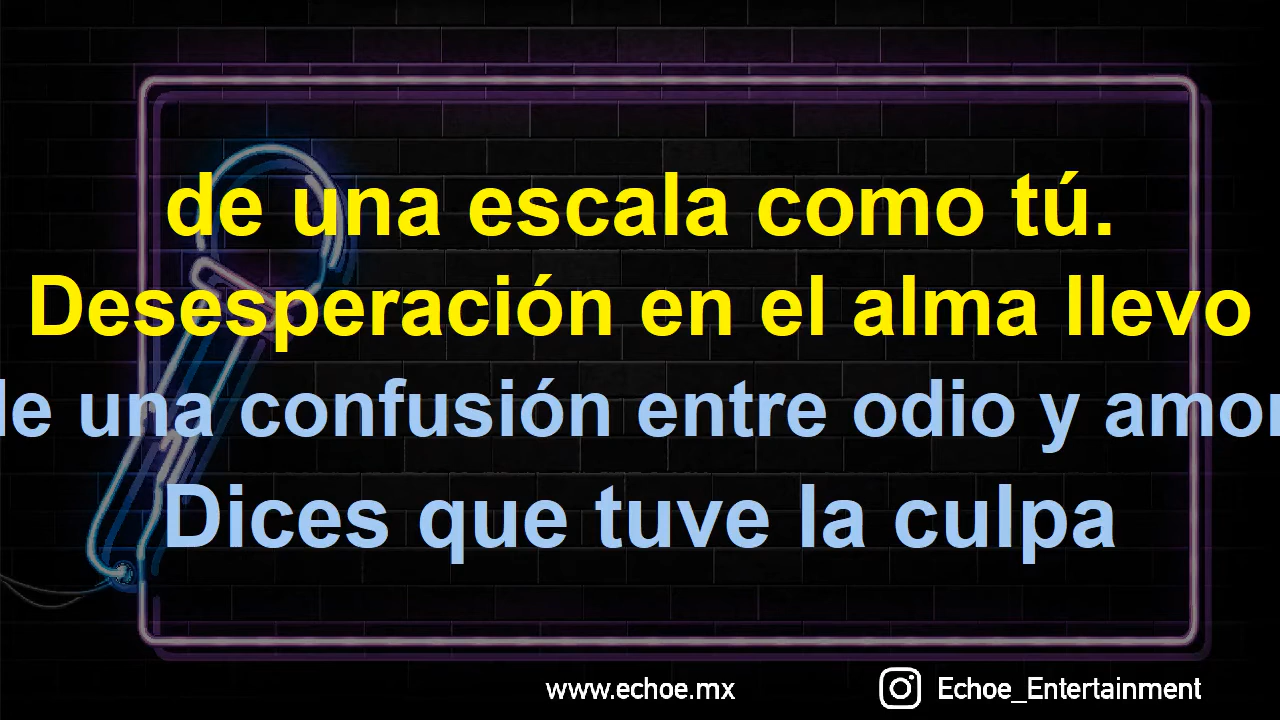 de una escala como tú.
Desesperación en el alma llevo
de una confusión entre odio y amor
Dices que tuve la culpa
www.echoe.mx
Echoe_Entertainment